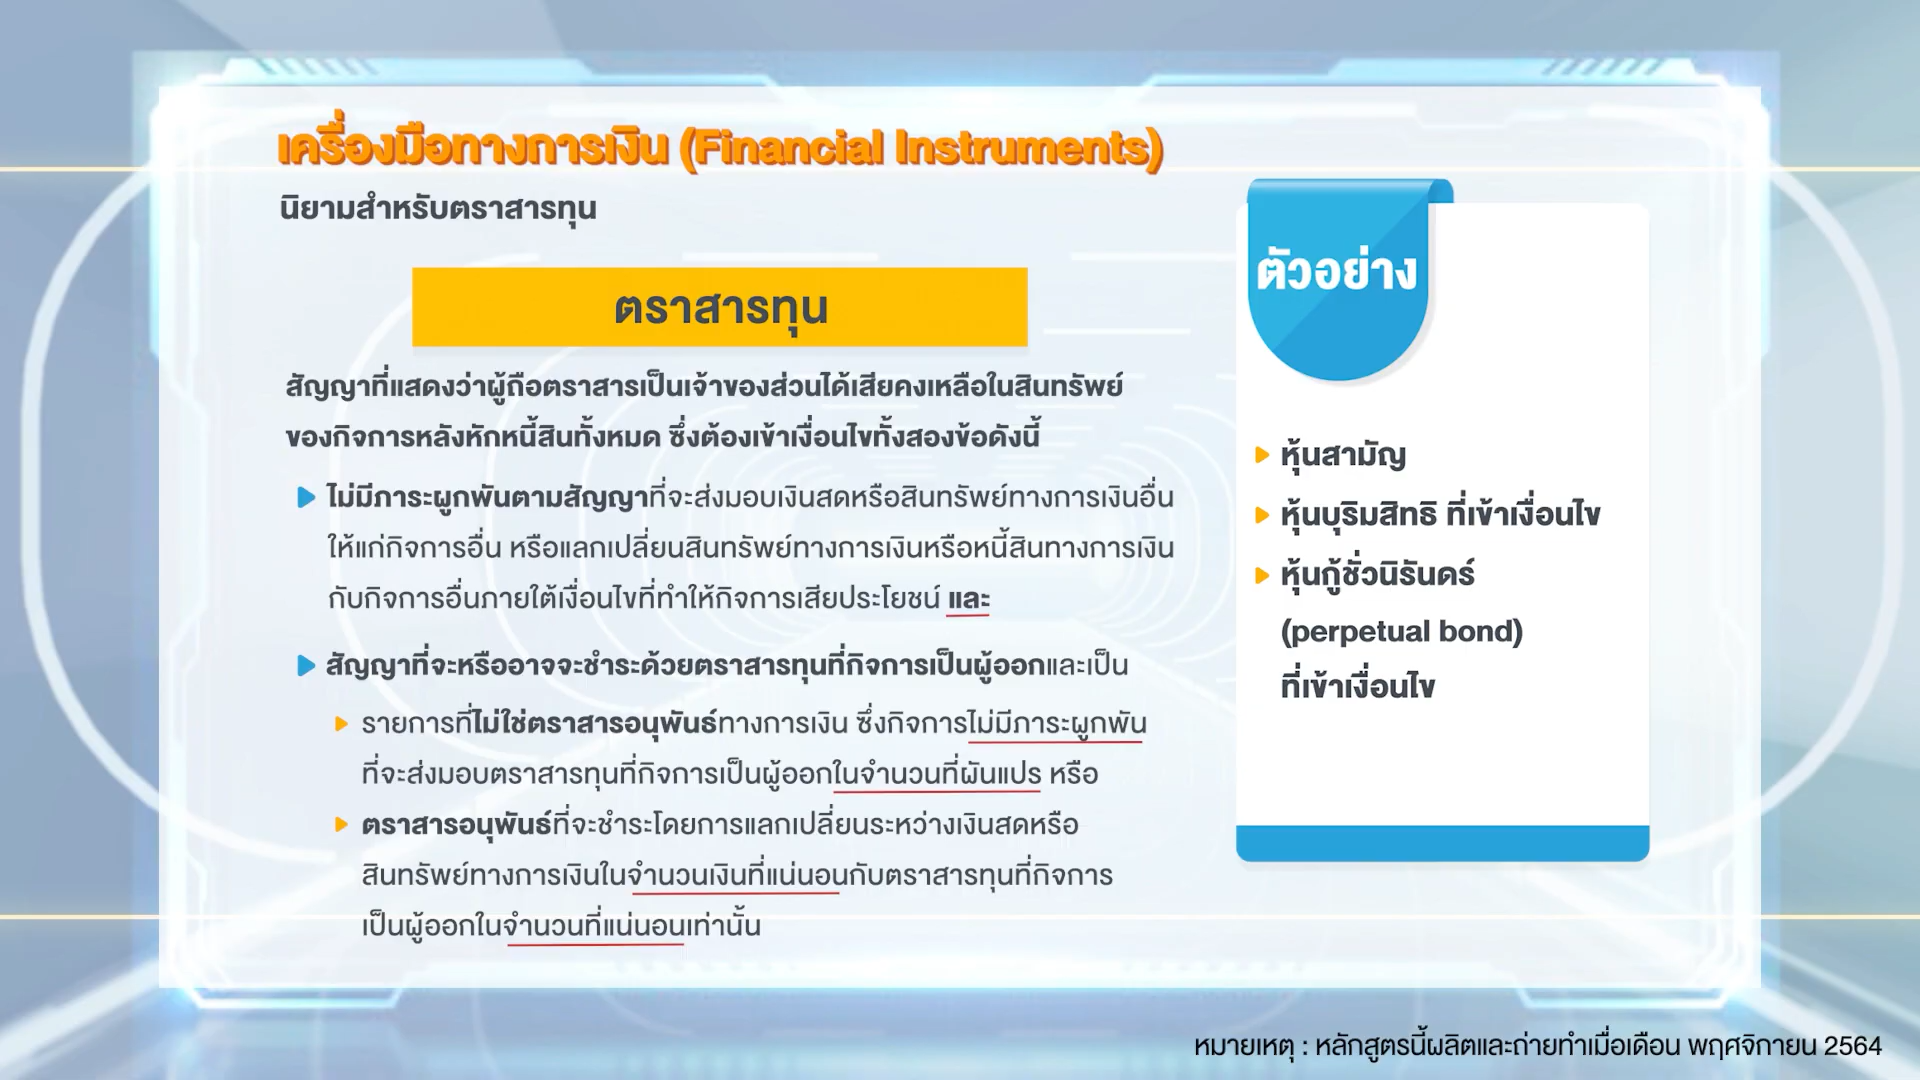 เครื่องมือทางการเงิน (Financial Instruments)
นิยามสำหรับตราสารทุน
ตราสารทุน
สัญญาที่แสดงว่าผู้ถือตราสารเป็นเจ้าของส่วนได้เสียคงเหลือในสินทรัพย์
ของกิจการหลังหักหนี้สินทั้งหมด ซึ่งต้องเข้าเงื่อนไขทั้งสองข้อดังนี้
ไม่มีภาระผูกพันตามสัญญาที่จะส่งมอบเงินสดหรือสินทรัพย์ทางการเงินอื่น
ให้แก่กิจการอื่น หรือแลกเปลี่ยนสินทรัพย์ทางการเงินหรือหนี้สินทางการเงิน
กับกิจการอื่นภายใต้เงื่อนไขที่ทำให้กิจการเสียประโยชน์ และ
สัญญาที่จะหรืออาจจะชำระด้วยตราสารทุนที่กิจการเป็นผู้ออกและเป็น
รายการที่ไม่ใช่ตราสารอนุพันธ์ทางการเงิน ซึ่งกิจการไม่มีภาระผูกพัน
ที่จะส่งมอบตราสารทุนที่กิจการเป็นผู้ออกในจำนวนที่ผันแปร หรือ
ตราสารอนุพันธ์ที่จะชำระโดยการแลกเปลี่ยนระหว่างเงินสดหรือ
สินทรัพย์ทางการเงินในจำนวนเงินที่แน่นอนกับตราสารทุนที่กิจการ
เป็นผู้ออกในจำนวนที่แน่นอนเท่านั้น
ตัวอย่าง
หุ้นสามัญ
หุ้นบุริมสิทธิ ที่เข้าเงื่อนไข
หุ้นกู้ชั่วนิรันดร์
(perpetual bond)
ที่เข้าเงื่อนไข
หมายเหตุ : หลักสูตรนี้ผลิตและถ่ายทำเมื่อเดือน พฤศจิกายน 2564